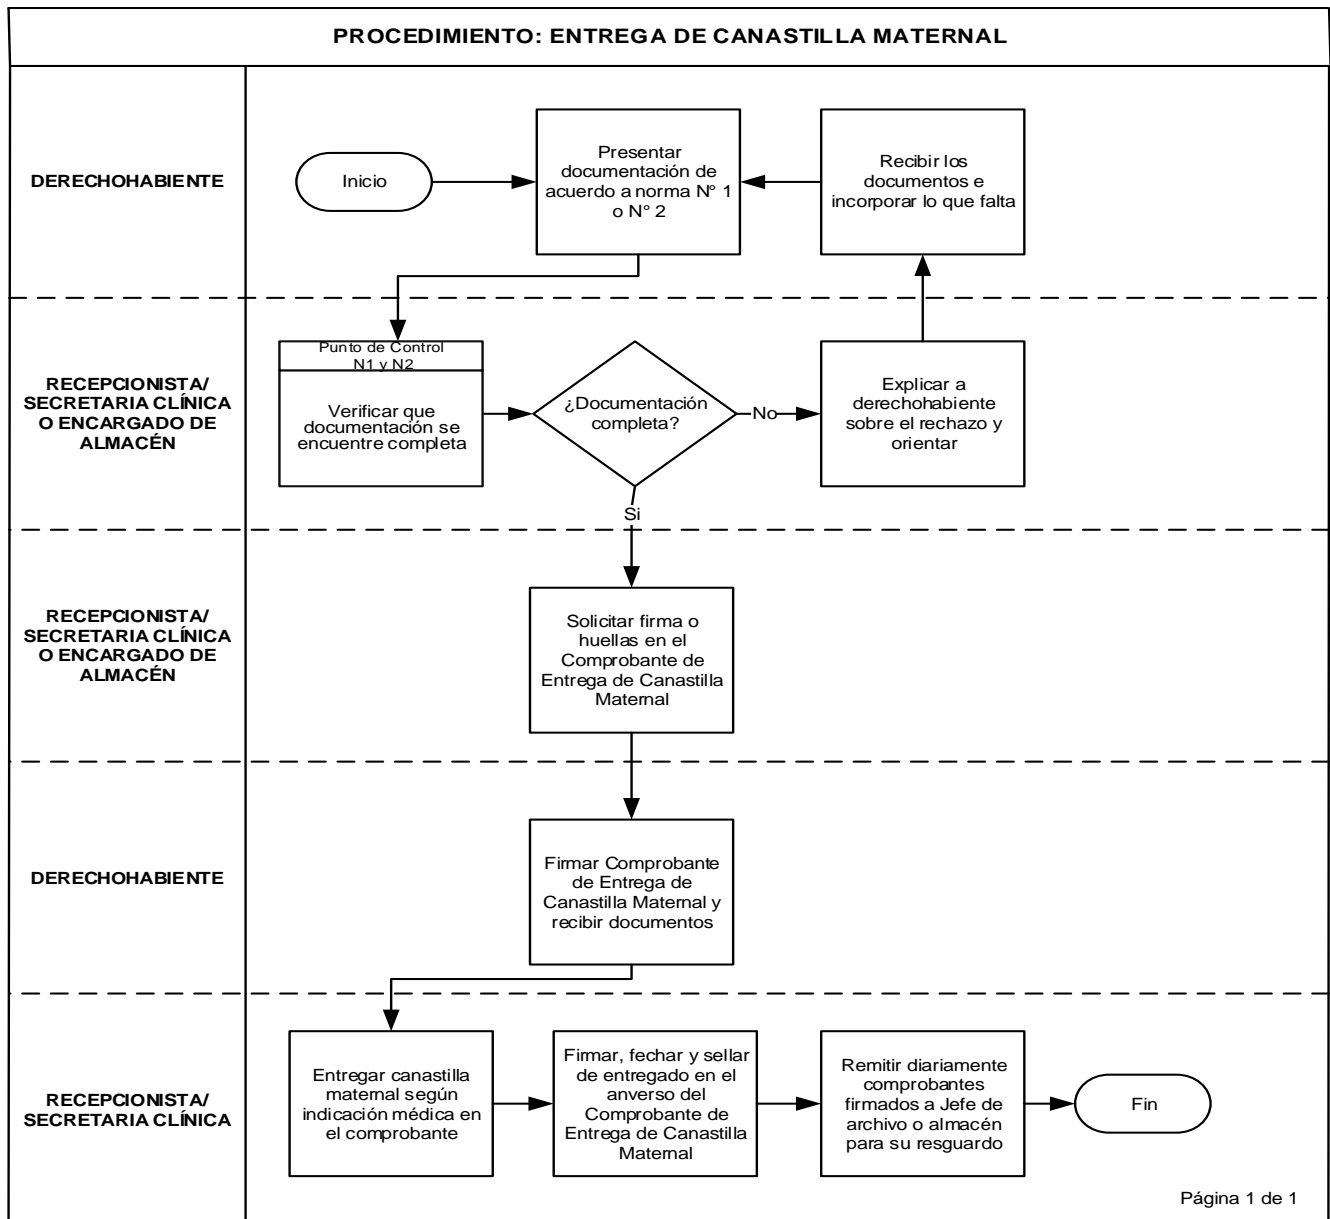 PROCEDIMIENTO: ENTREGA DE CANASTILLA MATERNAL
DERECHOHABIENTE
Inicio
Presentar
documentación de
acuerdo a norma N° 1
o N° 2
Recibir los
documentos e
incorporar lo que falta
RECEPCIONISTA/
SECRETARIA CLÍNICA
O ENCARGADO DE
ALMACÉN
Punto de Control
N1 y N2
Verificar que
documentación se
encuentre completa
¿Documentación
completa?
No
Explicar a
derechohabiente
sobre el rechazo y
orientar
Si
RECEPCIONISTA/
SECRETARIA CLÍNICA
O ENCARGADO DE
ALMACÉN
Solicitar firma o
huellas en el
Comprobante de
Entrega de Canastilla
Maternal
DERECHOHABIENTE
Firmar Comprobante
de Entrega de
Canastilla Maternal y
recibir documentos
RECEPCIONISTA/
SECRETARIA CLÍNICA
Entregar canastilla
maternal según
indicación médica en
el comprobante
Firmar, fechar y sellar
de entregado en el
anverso del
Comprobante de
Entrega de Canastilla
Maternal
Remitir diariamente
comprobantes
firmados a Jefe de
archivo o almacén
para su resguardo
Fin
Página 1 de 1